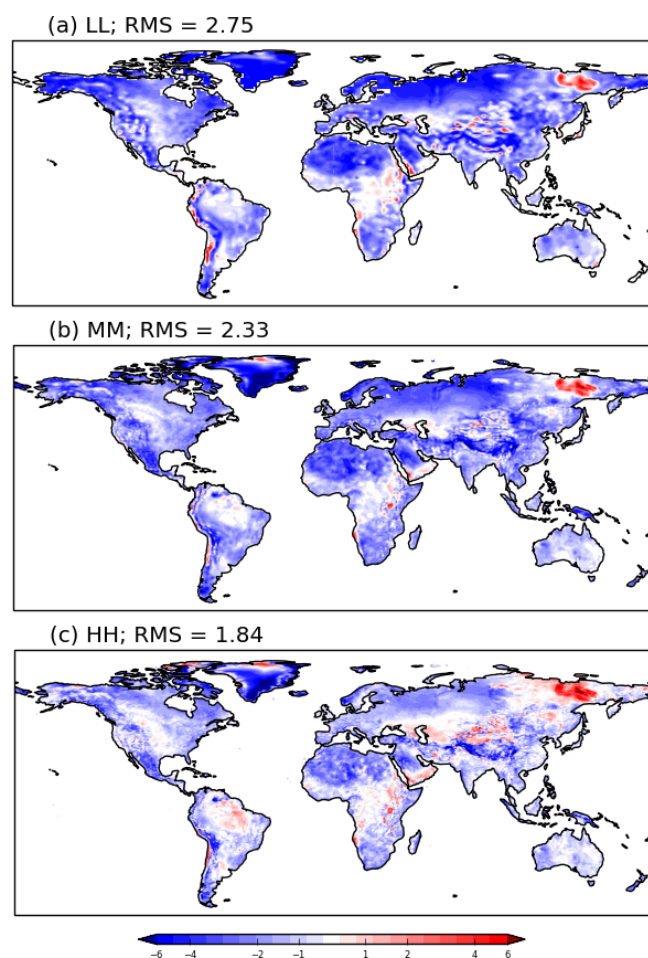 (a) LL; RMS = 2.75
(b) MM; RMS = 2.33
(c) HH; RMS = 1.84
−6 −4 −2 −1 1 2 4 6